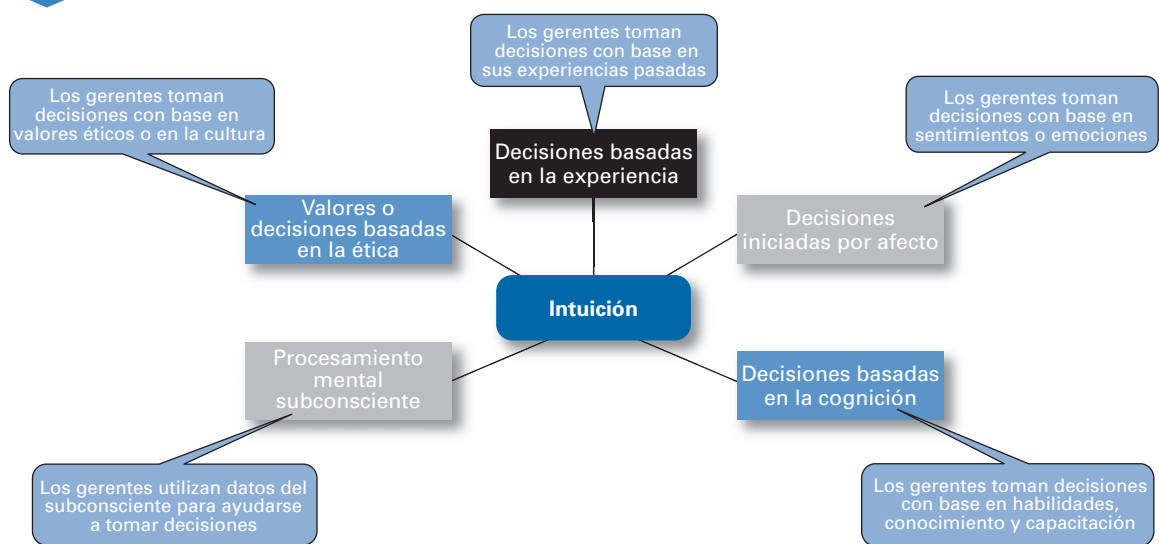 Los gerentes toman
decisiones con base en
sus experiencias pasadas
Los gerentes toman
decisiones con base en
valores éticos o en la cultura
Los gerentes toman
decisiones con base en
sentimientos o emociones
Decisiones basadas
en la experiencia
Valores o
decisiones basadas
en la ética
Decisiones
iniciadas por afecto
Intuición
Procesamiento
mental
subconsciente
Decisiones basadas
en la cognición
Los gerentes utilizan datos del
subconsciente para ayudarse
a tomar decisiones
Los gerentes toman decisiones
con base en habilidades,
conocimiento y capacitación